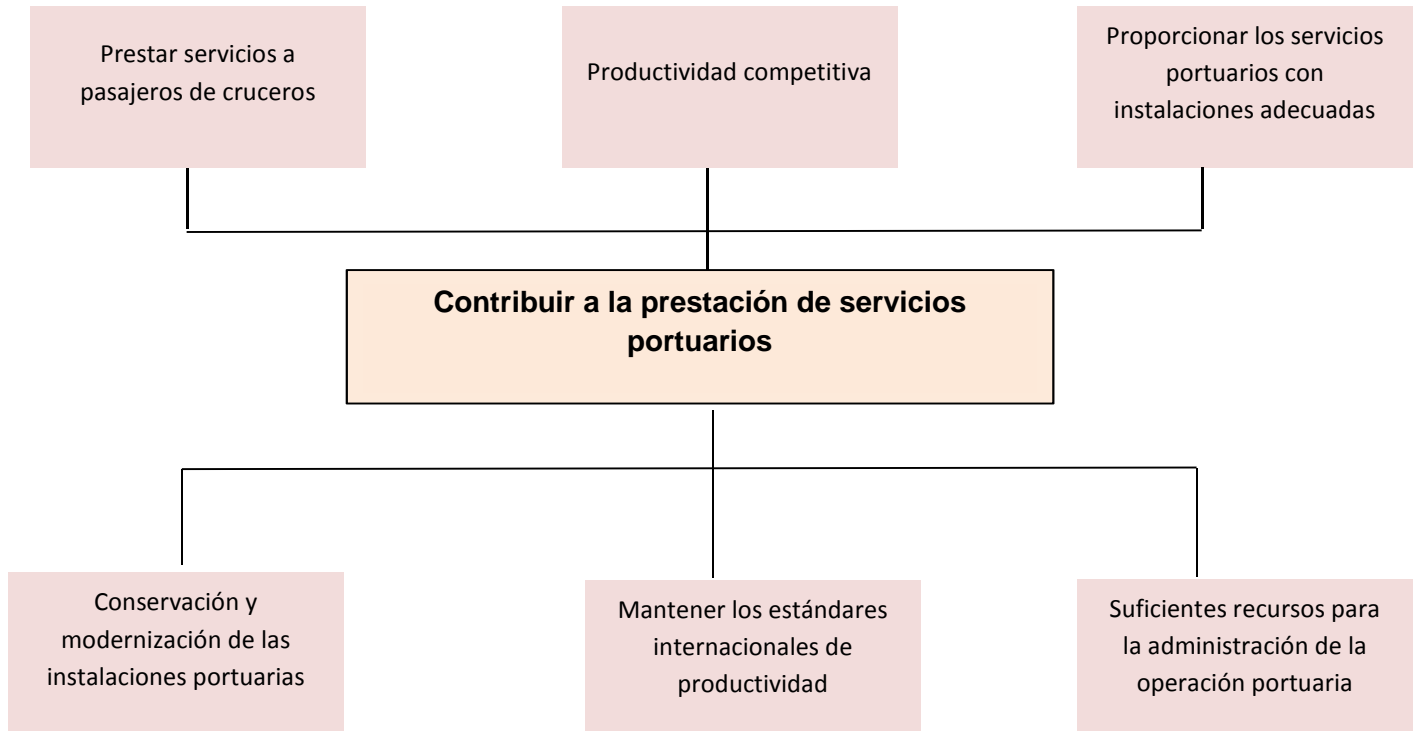 Prestar servicios a
pasajeros de cruceros
Productividad competitiva
Proporcionar los servicios
portuarios con
instalaciones adecuadas
Contribuir a la prestación de servicios
portuarios
Conservación y
modernización de las
instalaciones portuarias
Mantener los estándares
internacionales de
productividad
Suficientes recursos para
la administración de la
operación portuaria